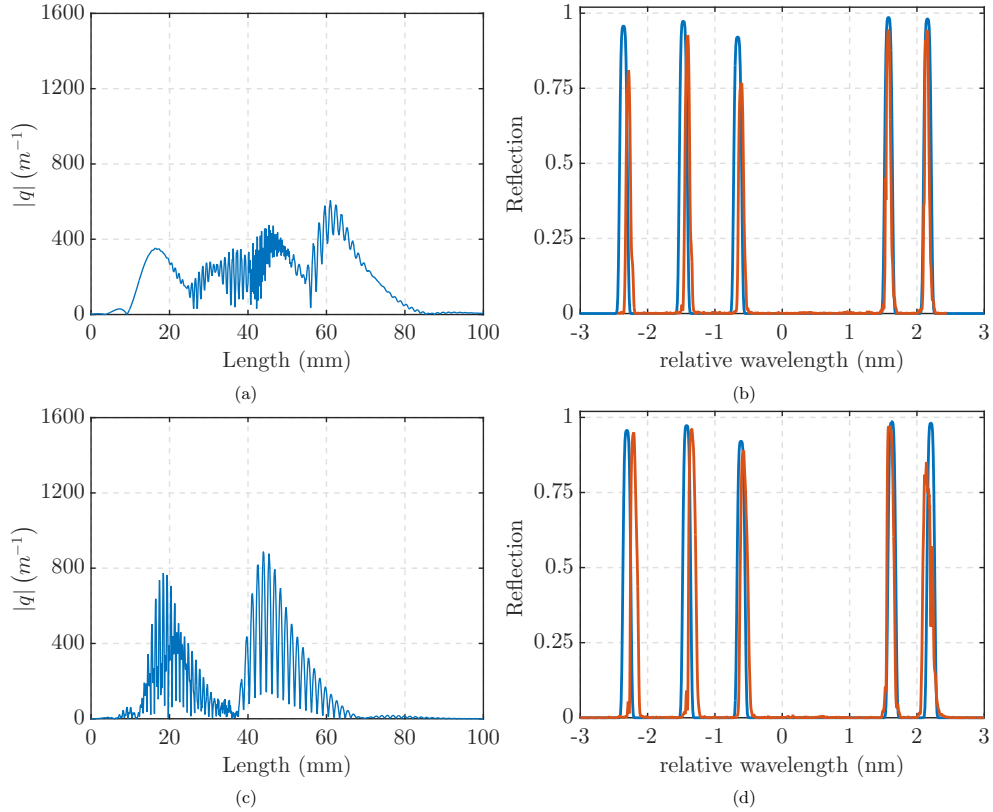 1600
1200
800
400
0
|q| (m⁻¹)
0 20 40 60 80 100
Length (mm)
(a)
1
0.75
0.5
0.25
0
Reflection
-3 -2 -1 0 1 2 3
relative wavelength (nm)
(b)
1600
1200
800
400
0
|q| (m⁻¹)
0 20 40 60 80 100
Length (mm)
(c)
1
0.75
0.5
0.25
0
Reflection
-3 -2 -1 0 1 2 3
relative wavelength (nm)
(d)